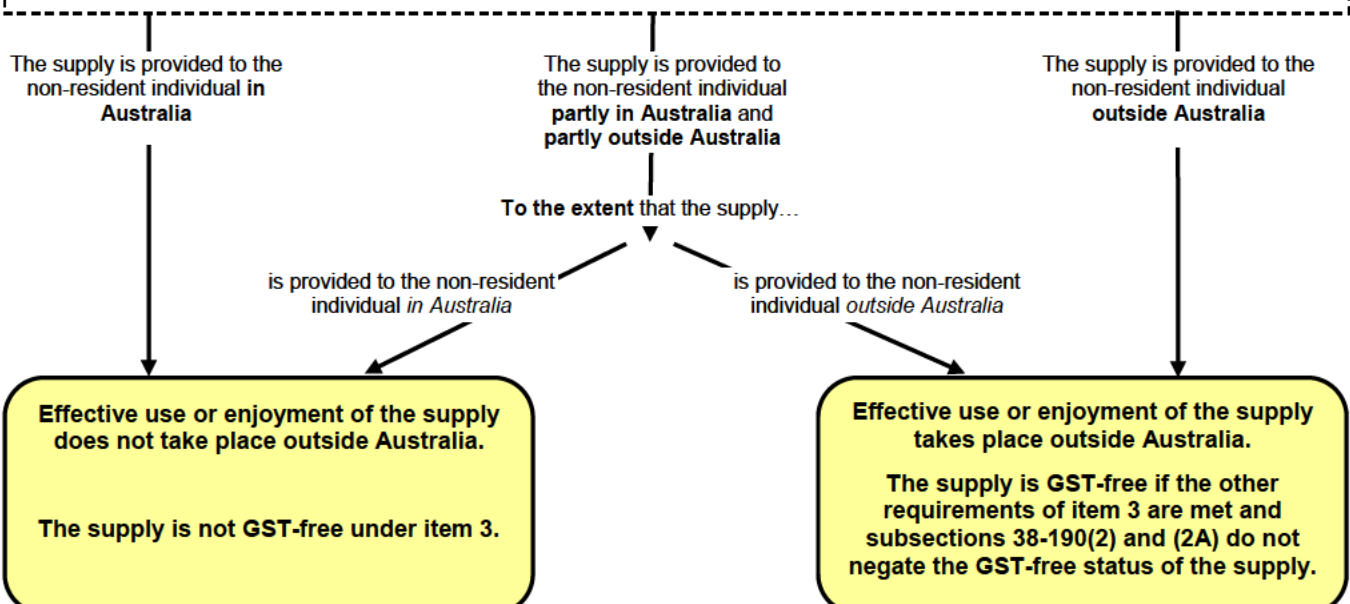 The supply is provided to the
non-resident individual in
Australia
The supply is provided to
the non-resident individual
partly in Australia and
partly outside Australia
The supply is provided to the
non-resident individual
outside Australia
To the extent that the supply…
is provided to the non-resident
individual in Australia
is provided to the non-resident
individual outside Australia
Effective use or enjoyment of the supply
does not take place outside Australia.
The supply is not GST-free under item 3.
Effective use or enjoyment of the supply
takes place outside Australia.
The supply is GST-free if the other
requirements of item 3 are met and
subsections 38-190(2) and (2A) do not
negate the GST-free status of the supply.